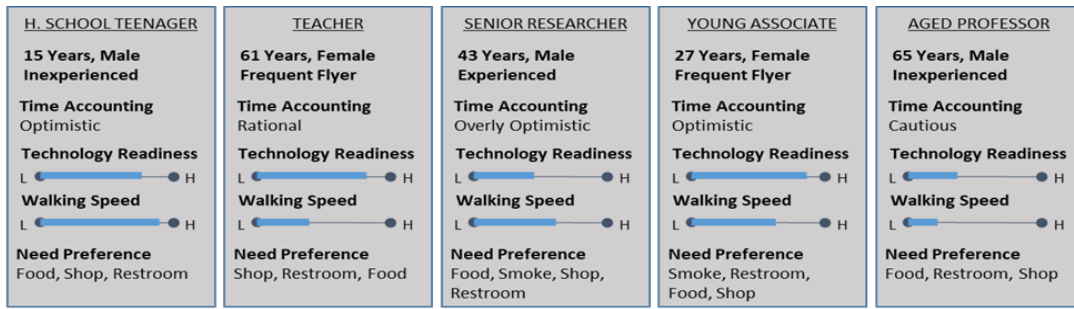 H. SCHOOL TEENAGER
15 Years, Male
Inexperienced
Time Accounting
Optimistic
Technology Readiness
L H
Walking Speed
L H
Need Preference
Food, Shop, Restroom
TEACHER
61 Years, Female
Frequent Flyer
Time Accounting
Rational
Technology Readiness
L H
Walking Speed
L H
Need Preference
Shop, Restroom, Food
SENIOR RESEARCHER
43 Years, Male
Experienced
Time Accounting
Overly Optimistic
Technology Readiness
L H
Walking Speed
L H
Need Preference
Food, Smoke, Shop,
Restroom
YOUNG ASSOCIATE
27 Years, Female
Frequent Flyer
Time Accounting
Optimistic
Technology Readiness
L H
Walking Speed
L H
Need Preference
Smoke, Restroom,
Food, Shop
AGED PROFESSOR
65 Years, Male
Inexperienced
Time Accounting
Cautious
Technology Readiness
L H
Walking Speed
L H
Need Preference
Food, Restroom, Shop